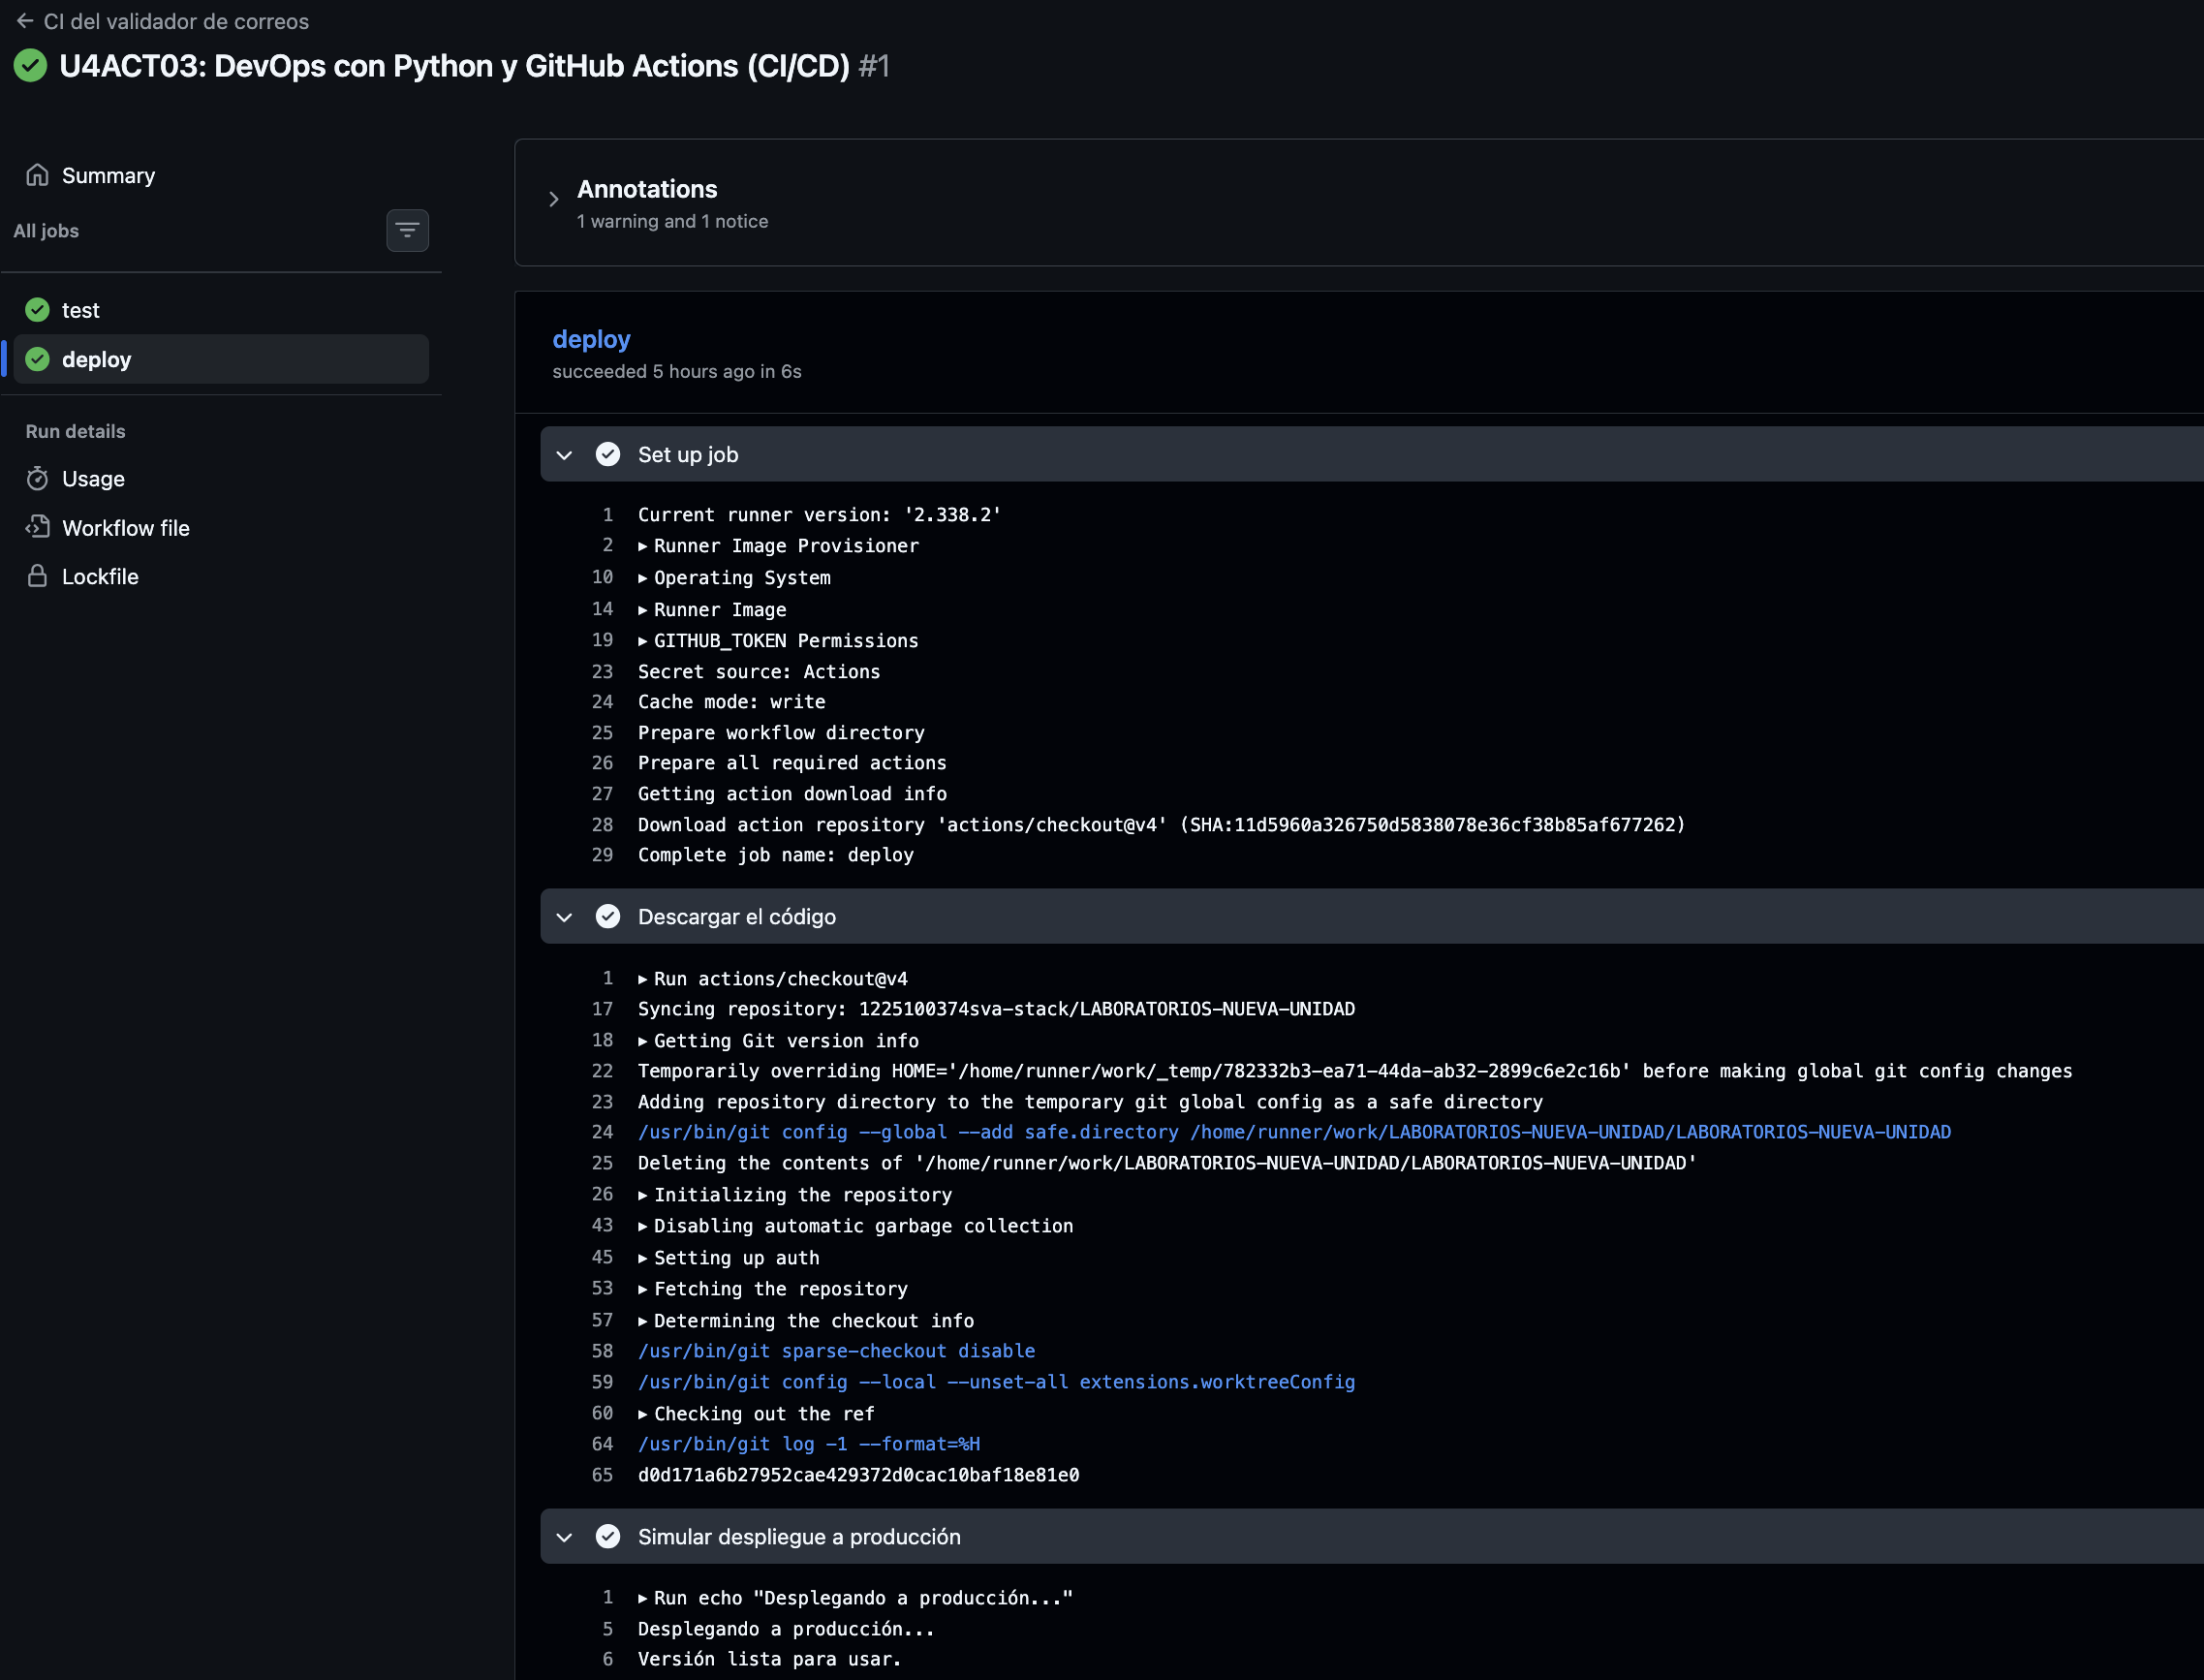 ← CI del validador de correos
U4ACT03: DevOps con Python y GitHub Actions (CI/CD) #1
Summary
All jobs
test
deploy
Run details
Usage
Workflow file
Lockfile
Annotations
1 warning and 1 notice
deploy
succeeded 5 hours ago in 6s
Set up job
1 Current runner version: '2.338.2'
2 ▸ Runner Image Provisioner
10 ▸ Operating System
14 ▸ Runner Image
19 ▸ GITHUB_TOKEN Permissions
23 Secret source: Actions
24 Cache mode: write
25 Prepare workflow directory
26 Prepare all required actions
27 Getting action download info
28 Download action repository 'actions/checkout@v4' (SHA:11d5960a326750d5838078e36cf38b85af677262)
29 Complete job name: deploy
Descargar el código
1 ▸ Run actions/checkout@v4
17 Syncing repository: 1225100374sva-stack/LABORATORIOS-NUEVA-UNIDAD
18 ▸ Getting Git version info
22 Temporarily overriding HOME='/home/runner/work/_temp/782332b3-ea71-44da-ab32-2899c6e2c16b' before making global git config changes
23 Adding repository directory to the temporary git global config as a safe directory
24 /usr/bin/git config --global --add safe.directory /home/runner/work/LABORATORIOS-NUEVA-UNIDAD/LABORATORIOS-NUEVA-UNIDAD
25 Deleting the contents of '/home/runner/work/LABORATORIOS-NUEVA-UNIDAD/LABORATORIOS-NUEVA-UNIDAD'
26 ▸ Initializing the repository
43 ▸ Disabling automatic garbage collection
45 ▸ Setting up auth
53 ▸ Fetching the repository
57 ▸ Determining the checkout info
58 /usr/bin/git sparse-checkout disable
59 /usr/bin/git config --local --unset-all extensions.worktreeConfig
60 ▸ Checking out the ref
64 /usr/bin/git log -1 --format=%H
65 d0d171a6b27952cae429372d0cac10baf18e81e0
Simular despliegue a producción
1 ▸ Run echo "Desplegando a producción..."
5 Desplegando a producción...
6 Versión lista para usar.